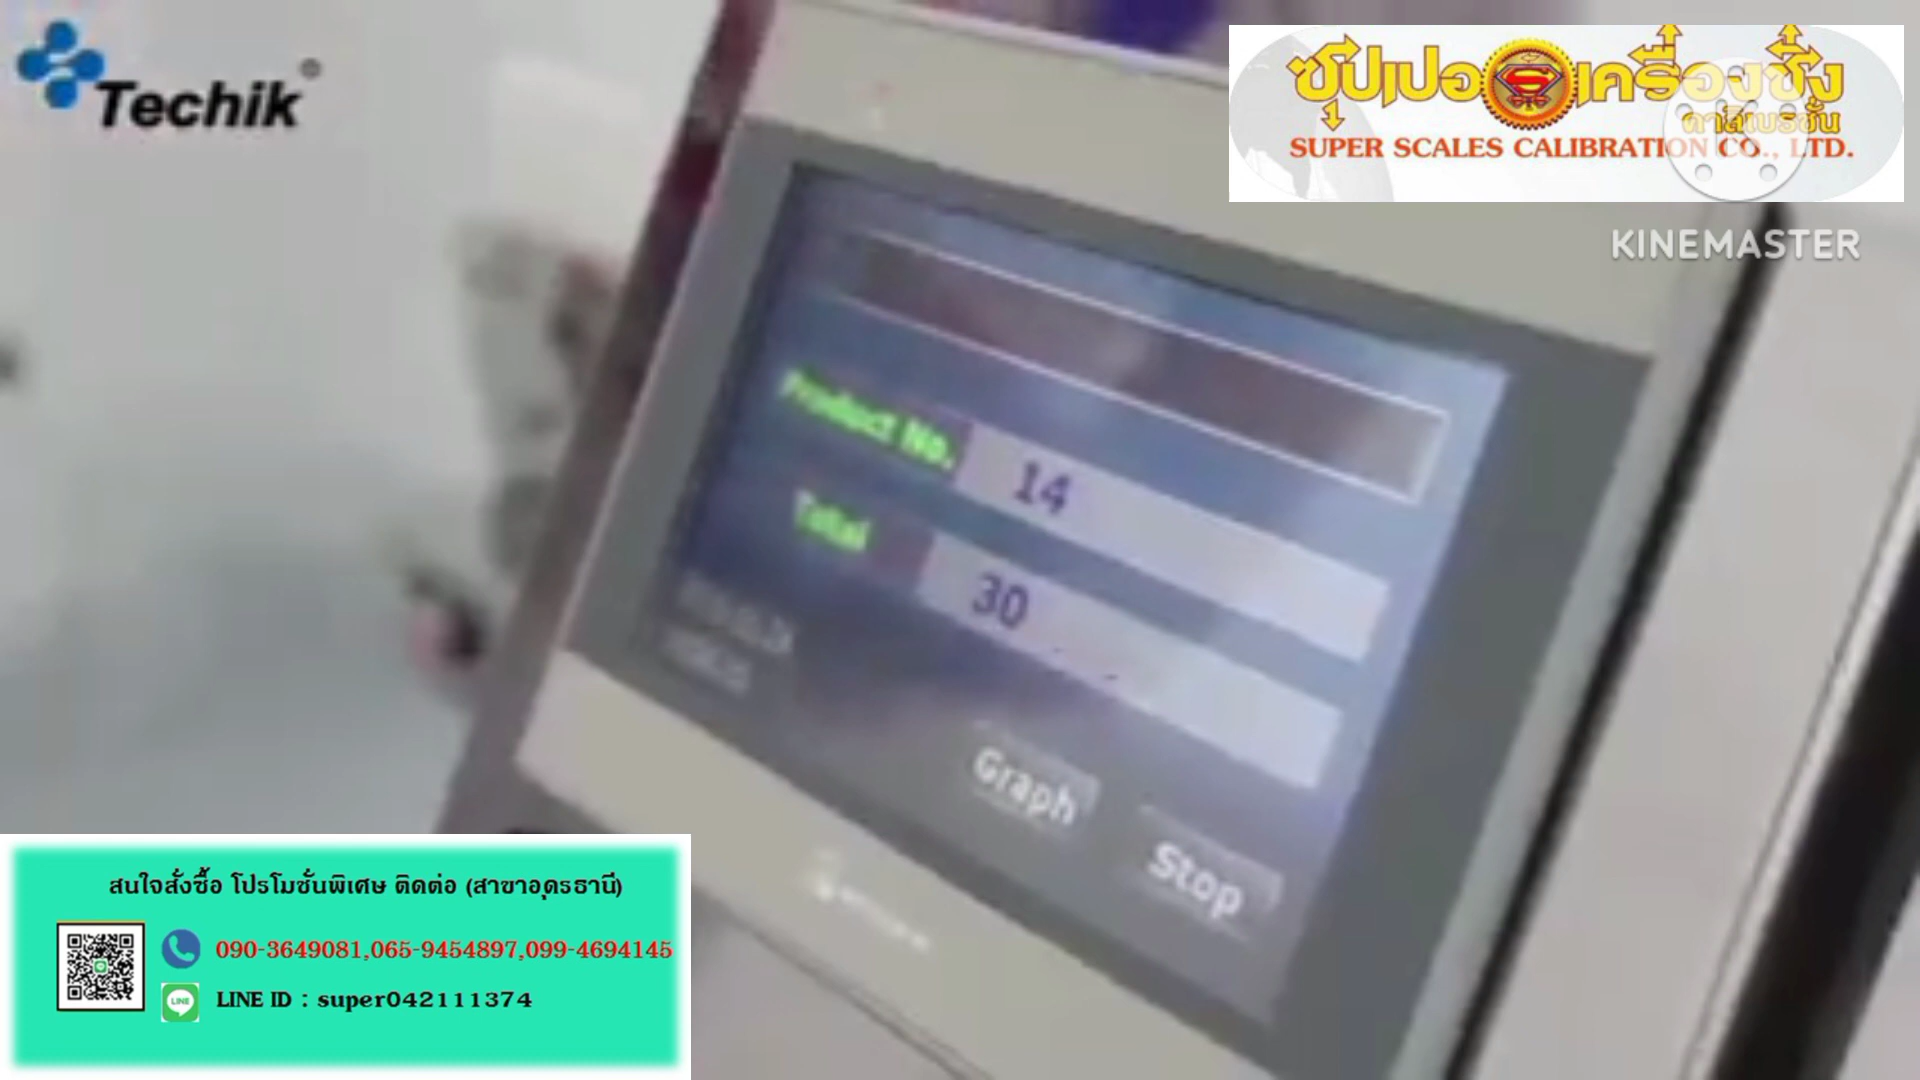 Techik®
ซุปเปอร์เครื่องชั่ง
คาลิเบรชั่น
SUPER SCALES CALIBRATION CO., LTD.
KINEMASTER
Product No. 14
Total 30
Graph
Stop
สนใจสั่งซื้อ โปรโมชั่นพิเศษ ติดต่อ (สาขาอุดรธานี)
090-3649081,065-9454897,099-4694145
LINE
LINE ID : super042111374